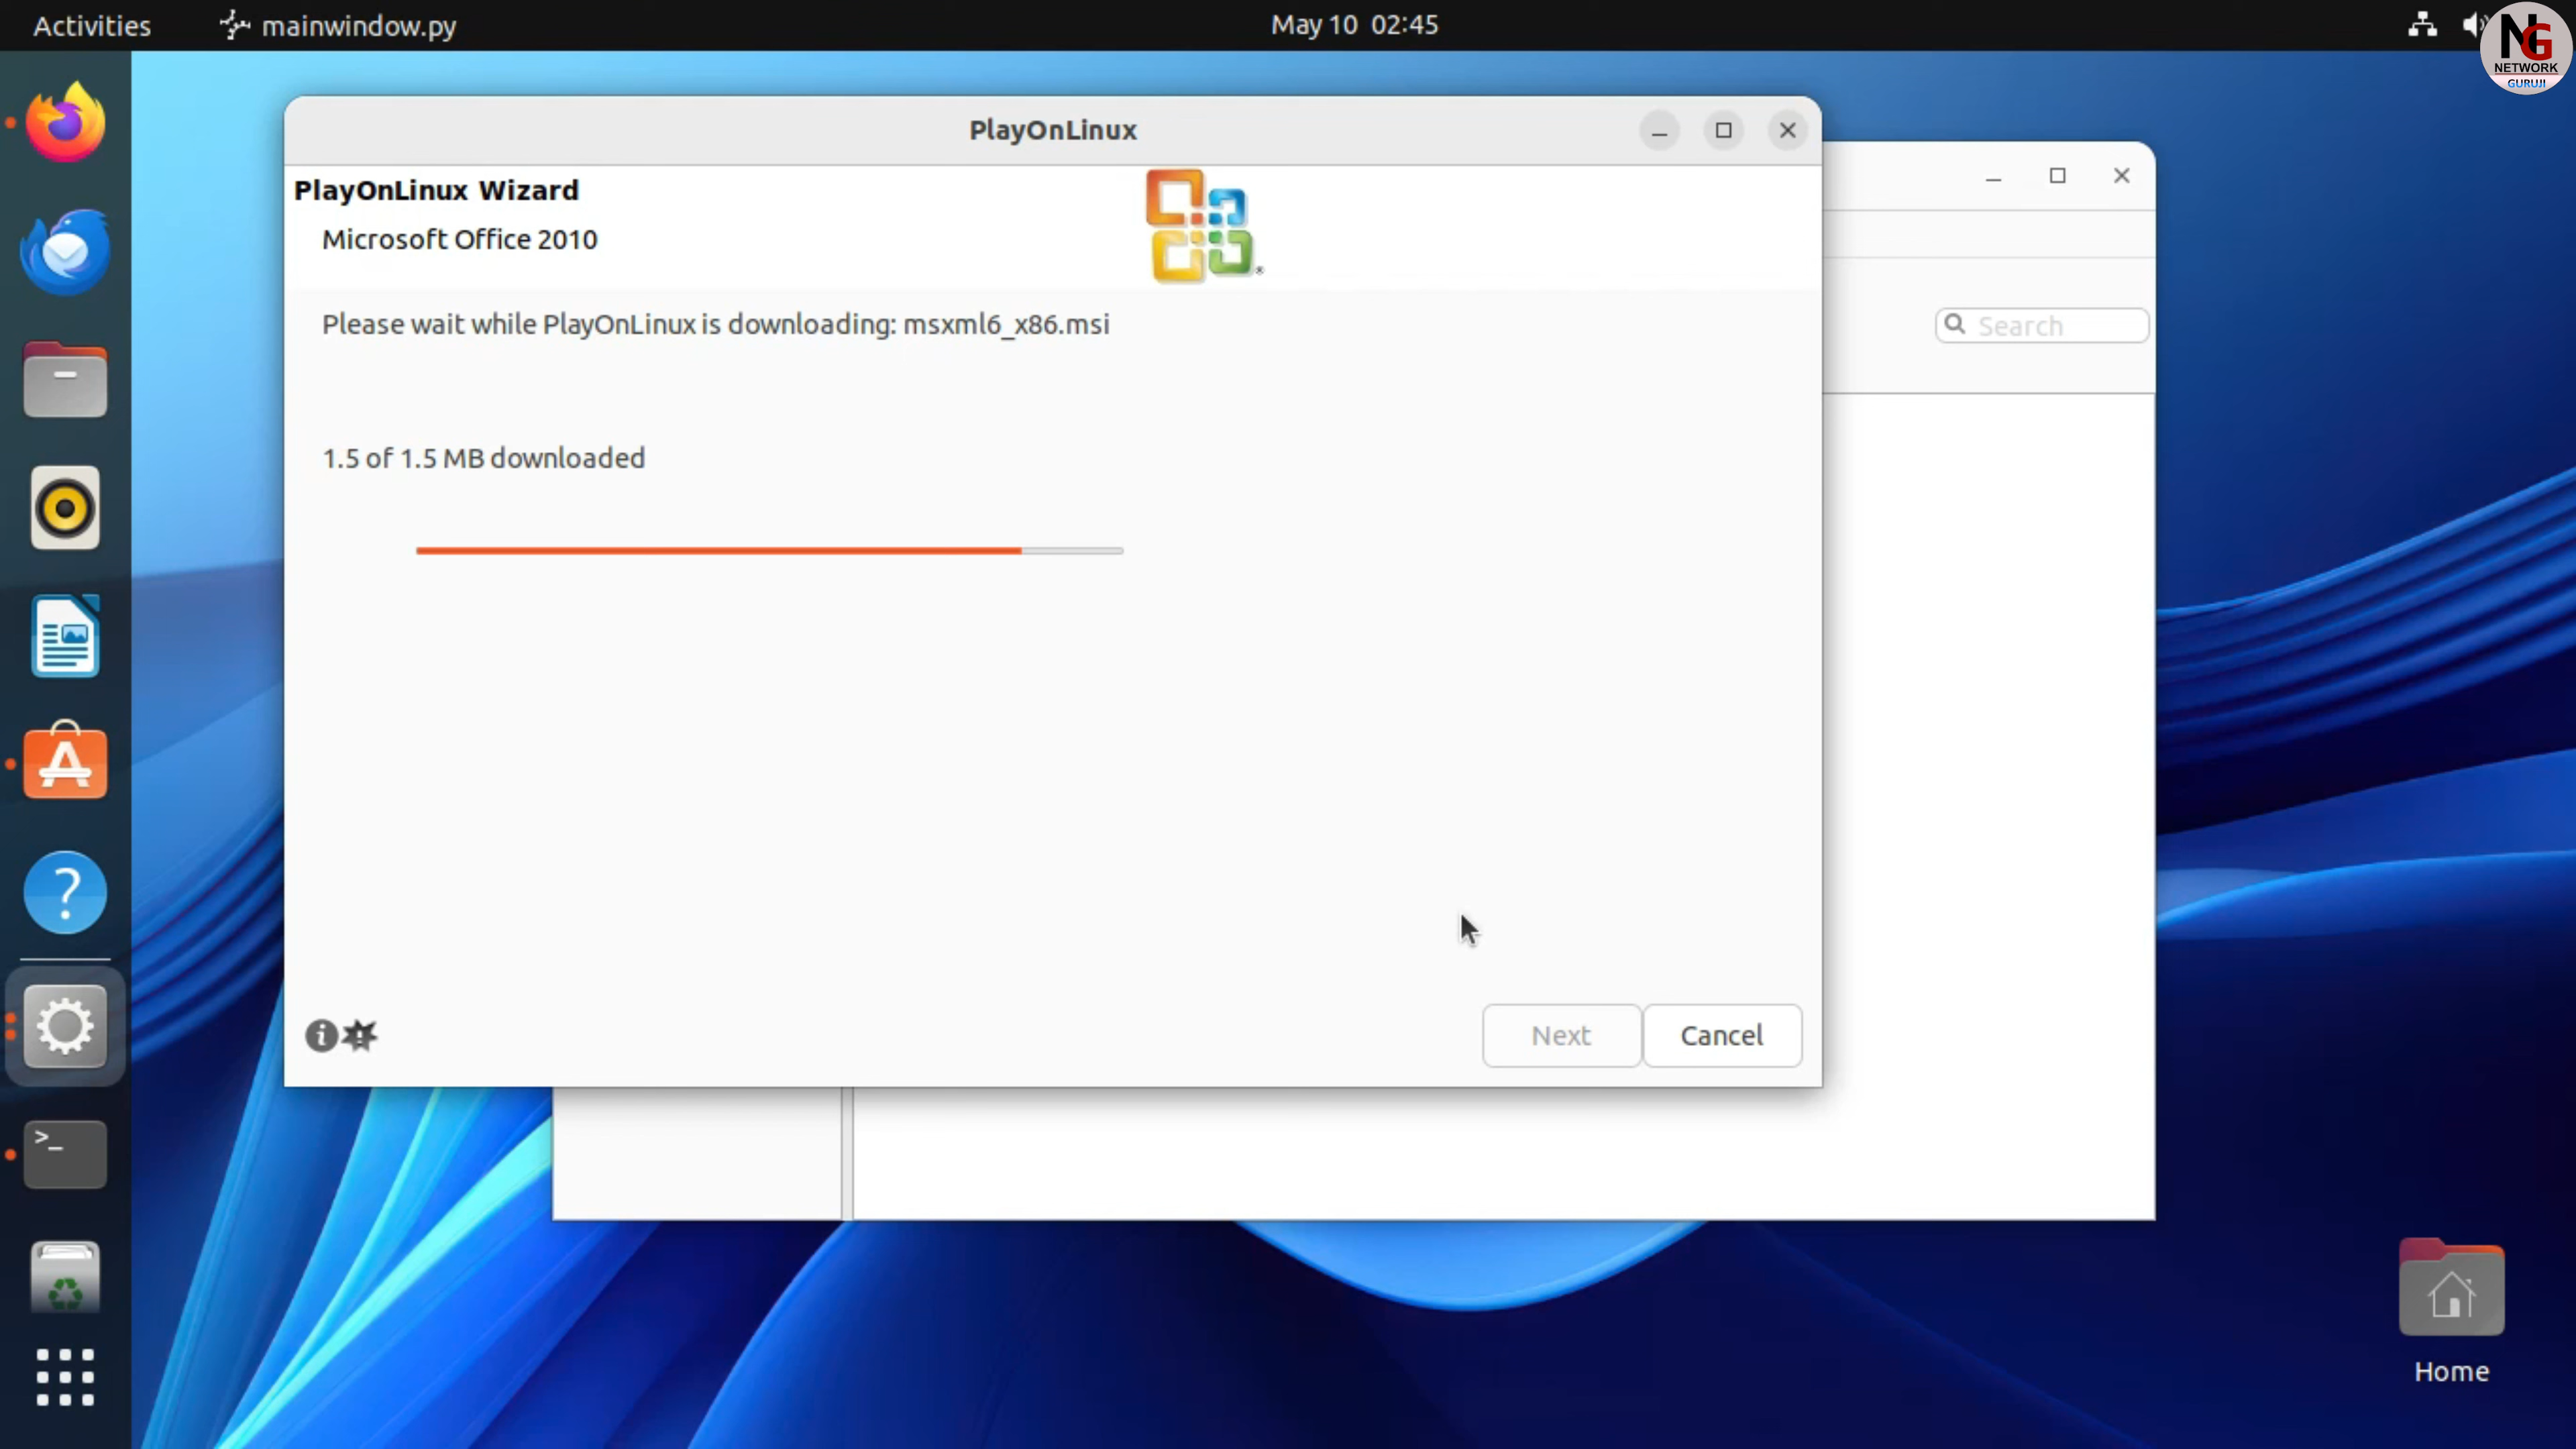 Activities mainwindow.py May 10 02:45
NG
NETWORK
GURUJI
PlayOnLinux
PlayOnLinux Wizard
Microsoft Office 2010
Please wait while PlayOnLinux is downloading: msxml6_x86.msi
Search
1.5 of 1.5 MB downloaded
Next Cancel
Home